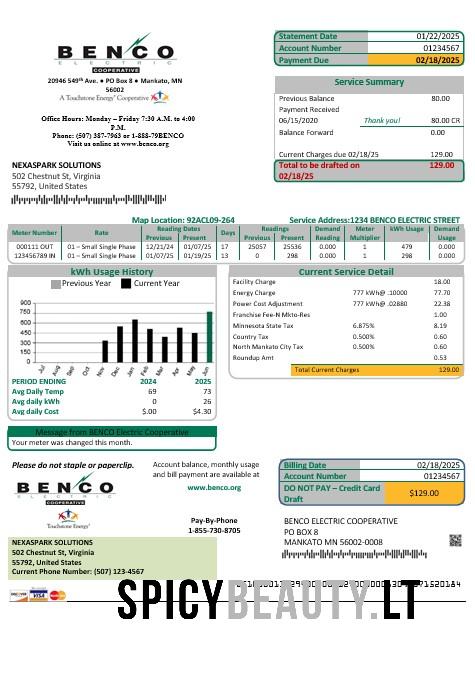 BENCO
ELECTRIC
COOPERATIVE
20946 549th Ave. • PO Box 8 • Mankato, MN
56002
A Touchstone Energy® Cooperative
Office Hours: Monday – Friday 7:30 A.M. to 4:00
P.M.
Phone: (507) 387-7963 or 1-888-79BENCO
Visit us online at www.benco.org
Statement Date 01/22/2025
Account Number 01234567
Payment Due 02/18/2025
Service Summary
Previous Balance 80.00
Payment Received
06/15/2020 Thank you! 80.00 CR
Balance Forward 0.00
Current Charges due 02/18/25 129.00
Total to be drafted on 129.00
02/18/25
NEXASPARK SOLUTIONS
502 Chestnut St, Virginia
55792, United States
Map Location: 92ACL09-264 Service Address:1234 BENCO ELECTRIC STREET
Meter Number Rate Reading Dates Previous Present Days Readings Previous Present Demand Reading Meter Multiplier kWh Usage Demand Usage
000111 OUT 01 – Small Single Phase 12/21/24 01/07/25 17 25057 25536 0.000 1 479 0.000
123456789 IN 01 – Small Single Phase 01/07/25 01/19/25 13 0 298 0.000 1 298 0.000
kWh Usage History
Previous Year Current Year
900
750
600
450
300
150
0
Jul Aug Sep Oct Nov Dec Jan Feb Mar Apr May Jun
PERIOD ENDING 2024 2025
Avg Daily Temp 69 73
Avg daily kWh 0 26
Avg daily Cost $.00 $4.30
Current Service Detail
Facility Charge 18.00
Energy Charge 777 kWh@ .10000 77.70
Power Cost Adjustment 777 kWh@ .02880 22.38
Franchise Fee-N Mkto-Res 1.00
Minnesota State Tax 6.875% 8.19
Country Tax 0.500% 0.60
North Mankato City Tax 0.500% 0.60
Roundup Amt 0.53
Total Current Charges 129.00
Message from BENCO Electric Cooperative
Your meter was changed this month.
Please do not staple or paperclip.
BENCO
ELECTRIC
COOPERATIVE
Touchstone Energy®
Account balance, monthly usage
and bill payment are available at
www.benco.org
Pay-By-Phone
1-855-730-8705
Billing Date 02/18/2025
Account Number 01234567
DO NOT PAY – Credit Card
Draft
$129.00
BENCO ELECTRIC COOPERATIVE
PO BOX 8
MANKATO MN 56002-0008
NEXASPARK SOLUTIONS
502 Chestnut St, Virginia
55792, United States
Current Phone Number: (507) 123-4567
DISCOVER VISA MasterCard
SPICYBEAUTY.LT